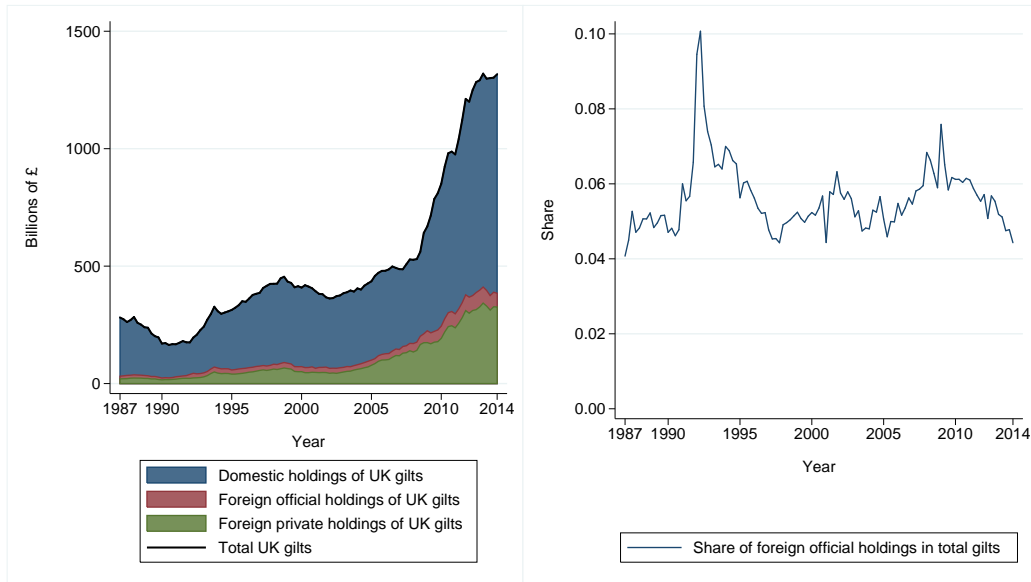 1500
1000
500
0
Billions of £
1987
1990
1995
2000
2005
2010
2014
Year
Domestic holdings of UK gilts
Foreign official holdings of UK gilts
Foreign private holdings of UK gilts
Total UK gilts
0.10
0.08
0.06
0.04
0.02
0.00
Share
1987
1990
1995
2000
2005
2010
2014
Year
Share of foreign official holdings in total gilts